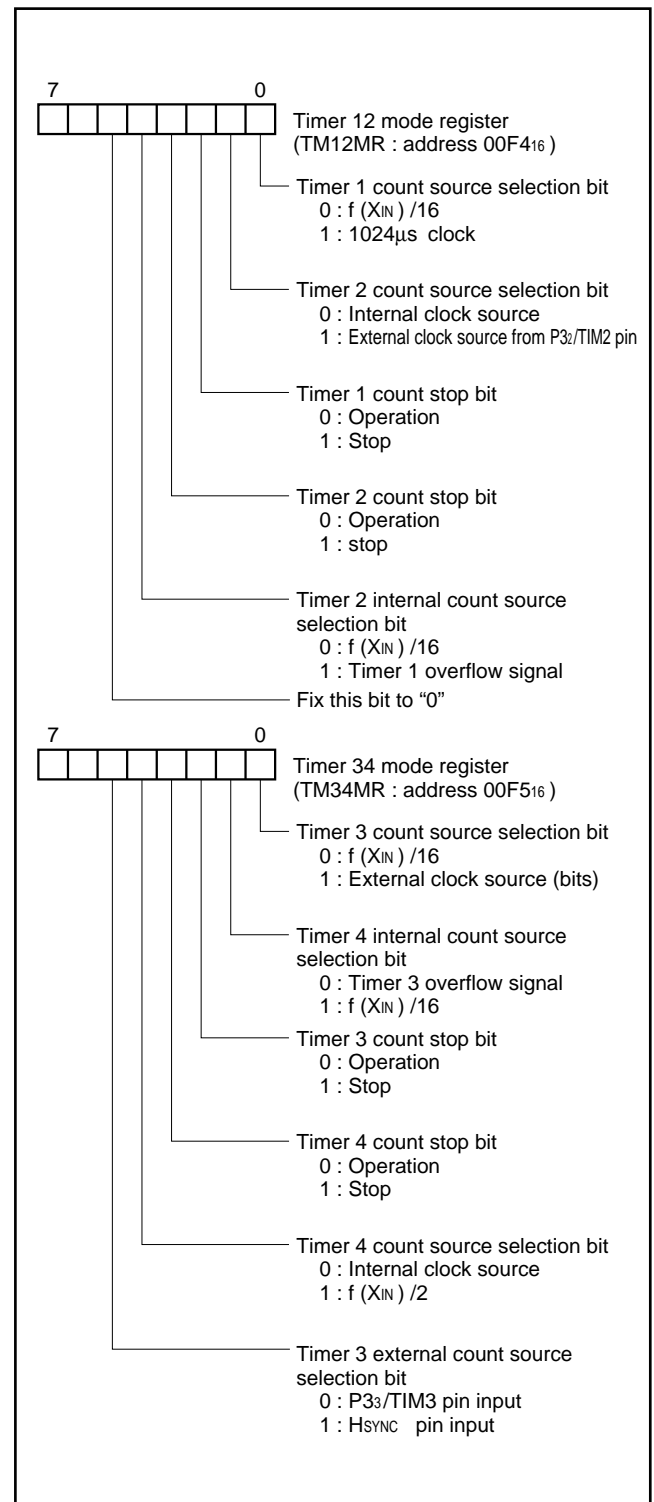 7 0
Timer 12 mode register
(TM12MR : address 00F416 )
Timer 1 count source selection bit
0 : f (XIN ) /16
1 : 1024μs clock
Timer 2 count source selection bit
0 : Internal clock source
1 : External clock source from P32/TIM2 pin
Timer 1 count stop bit
0 : Operation
1 : Stop
Timer 2 count stop bit
0 : Operation
1 : stop
Timer 2 internal count source
selection bit
0 : f (XIN ) /16
1 : Timer 1 overflow signal
Fix this bit to “0”
7 0
Timer 34 mode register
(TM34MR : address 00F516 )
Timer 3 count source selection bit
0 : f (XIN ) /16
1 : External clock source (bits)
Timer 4 internal count source
selection bit
0 : Timer 3 overflow signal
1 : f (XIN ) /16
Timer 3 count stop bit
0 : Operation
1 : Stop
Timer 4 count stop bit
0 : Operation
1 : Stop
Timer 4 count source selection bit
0 : Internal clock source
1 : f (XIN ) /2
Timer 3 external count source
selection bit
0 : P33/TIM3 pin input
1 : HSYNC pin input